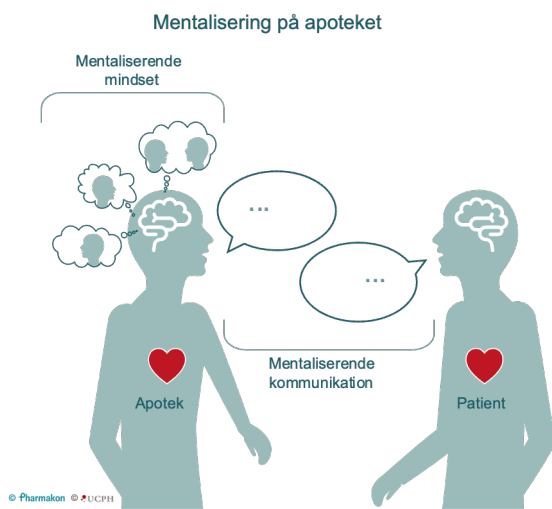 Mentalisering på apoteket
Mentaliserende
mindset
...
...
Mentaliserende
kommunikation
Apotek
Patient
© Pharmakon © UCPH